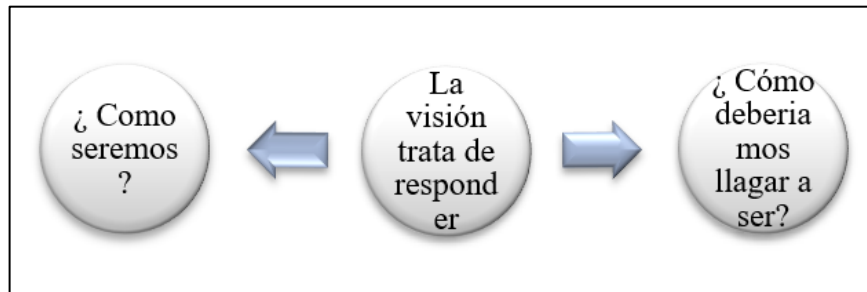 ¿ Como
seremos
?
La
visión
trata de
respond
er
¿ Cómo
deberia
mos
llagar a
ser?